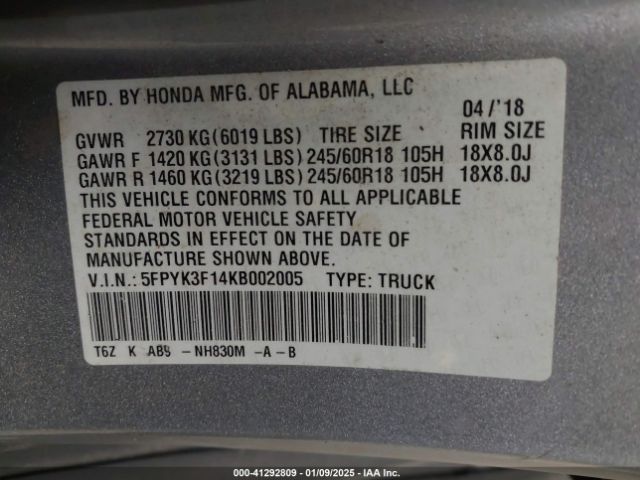 MFD. BY HONDA MFG. OF ALABAMA, LLC
04 /'18
GVWR 2730 KG(6019 LBS) TIRE SIZE RIM SIZE
GAWR F 1420 KG(3131 LBS)245/60R18 105H 18X8.0J
GAWR R 1460 KG(3219 LBS)245/60R18 105H 18X8.0J
THIS VEHICLE CONFORMS TO ALL APPLICABLE
FEDERAL MOTOR VEHICLE SAFETY
STANDARDS IN EFFECT ON THE DATE OF
MANUFACTURE SHOWN ABOVE.
V.I.N.: 5FPYK3F14KB002005 TYPE: TRUCK
T6Z K AB9 -NH830M -A-B
000-41292809 - 01/09/2025 - IAA Inc.